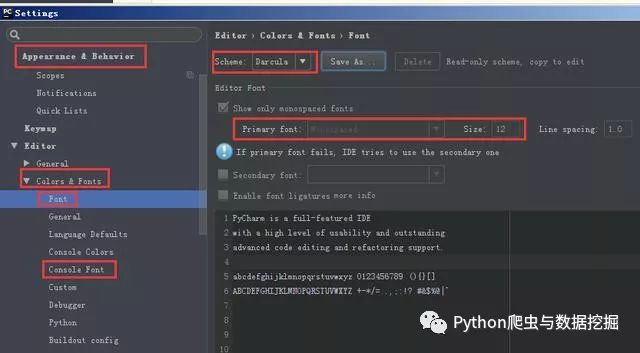 PC Settings
Appearance & Behavior
Scopes
Notifications
Quick Lists
Keymap
Editor
General
Colors & Fonts
Font
General
Language Defaults
Console Colors
Console Font
Custom
Debugger
Python
Buildout config
Editor › Colors & Fonts › Font
Scheme: Darcula Save As... Delete Read-only scheme, copy to edit
Editor Font
Show only monospaced fonts
Primary font: Monospaced Size: 12 Line spacing: 1.0
If primary font fails, IDE tries to use the secondary one
Secondary font:
Enable font ligatures more info
1 PyCharm is a full-featured IDE
2 with a high level of usability and outstanding
3 advanced code editing and refactoring support.
4
5 abcdefghijklmnopqrstuvwxyz 0123456789 (){}[]
6 ABCDEFGHIJKLMNOPQRSTUVWXYZ +-*/= .,;:!? #&$%@|^
7
8
9
10
Python爬虫与数据挖掘